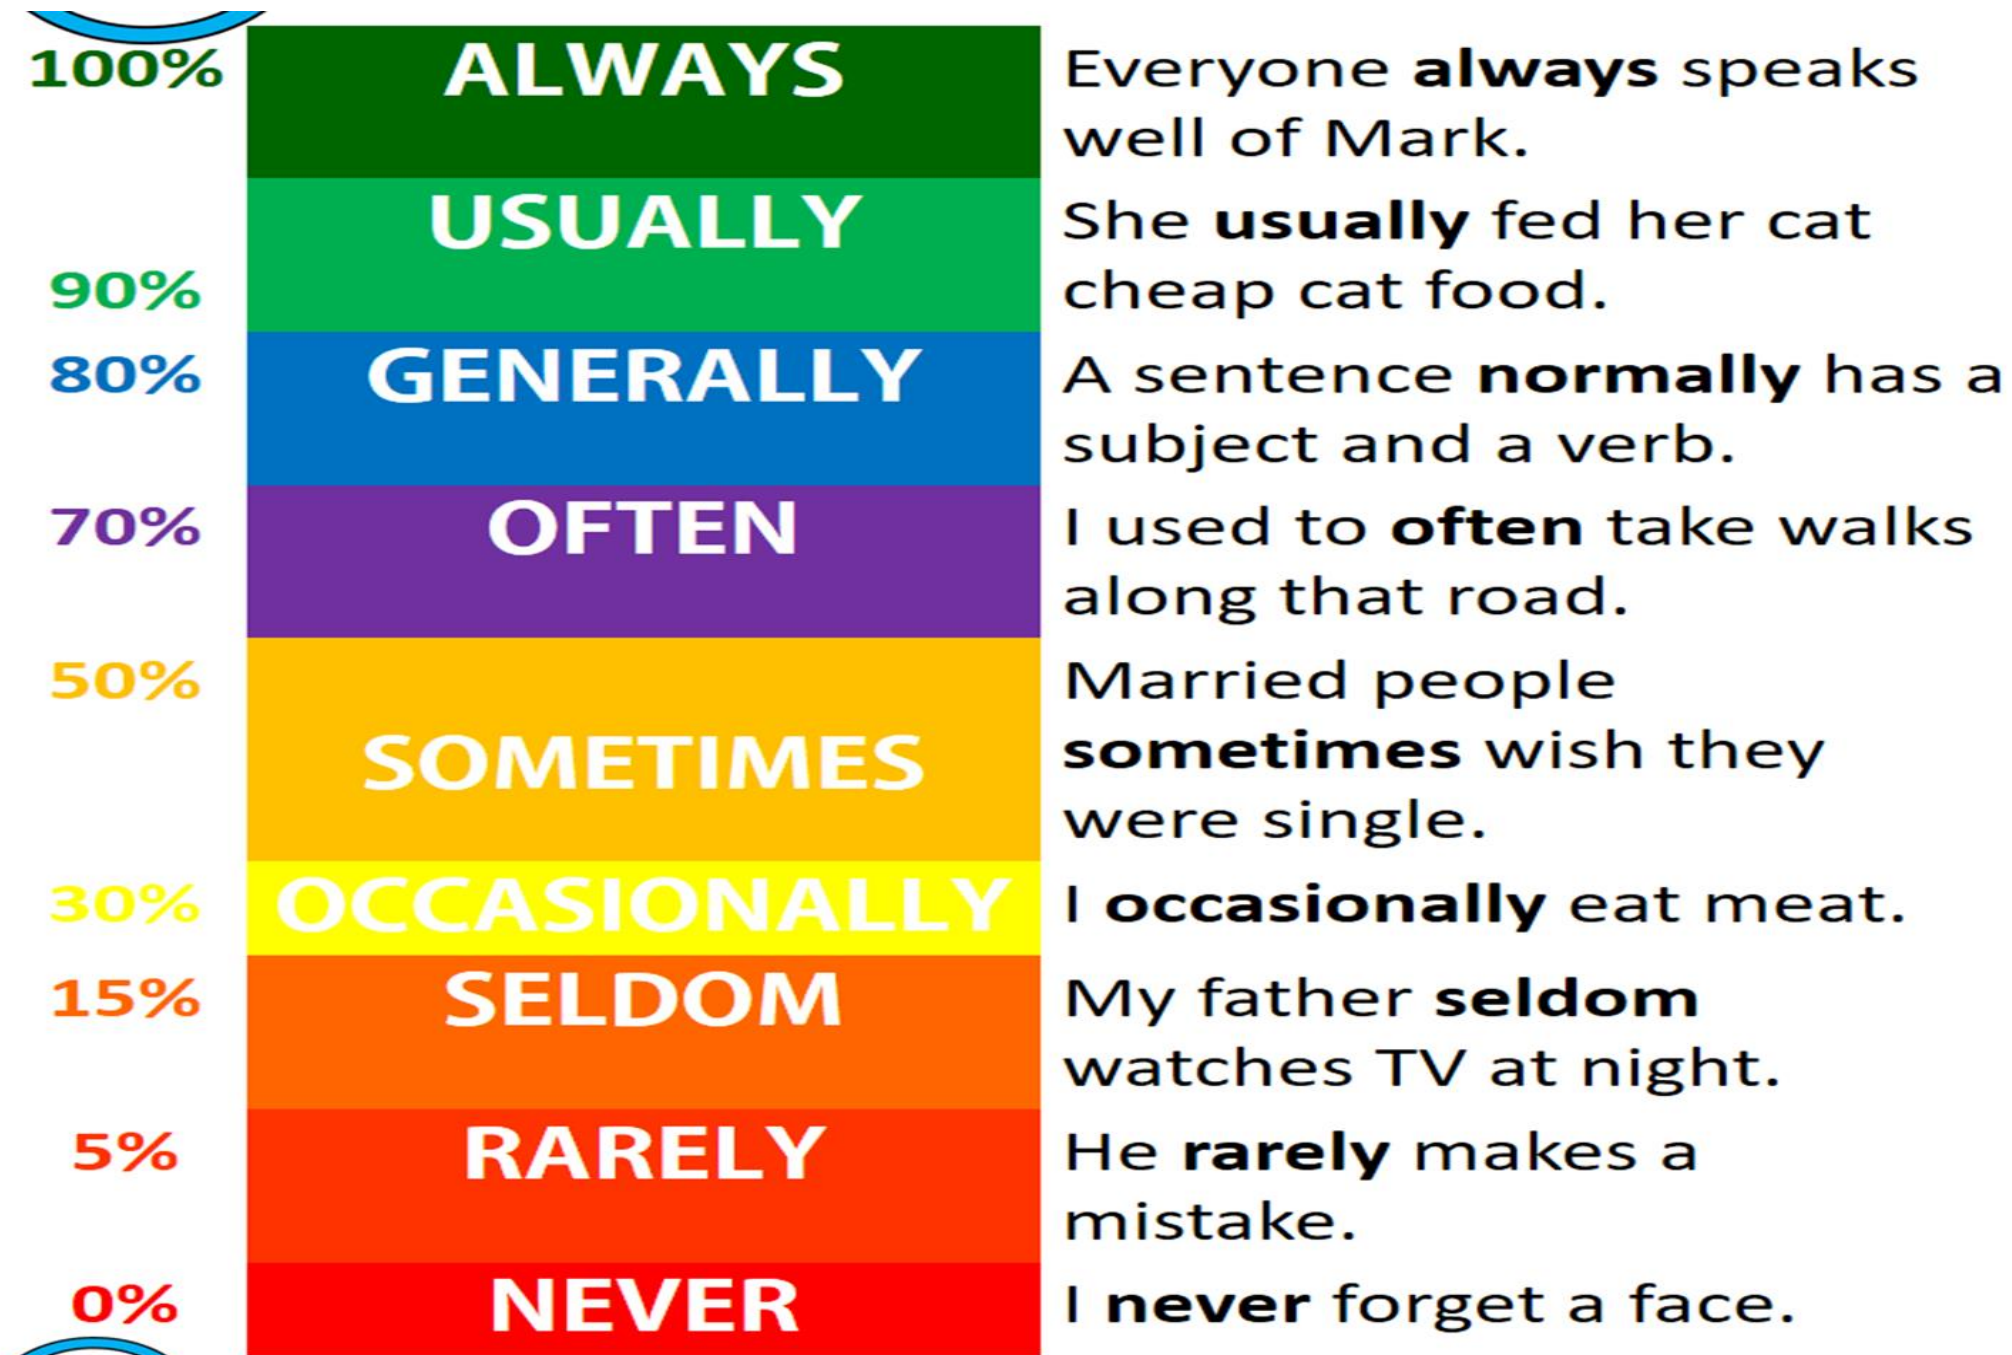 100% ALWAYS Everyone always speaks
well of Mark.
USUALLY She usually fed her cat
90% cheap cat food.
80% GENERALLY A sentence normally has a
subject and a verb.
70% OFTEN I used to often take walks
along that road.
50% Married people
SOMETIMES sometimes wish they
were single.
30% OCCASIONALLY I occasionally eat meat.
15% SELDOM My father seldom
watches TV at night.
5% RARELY He rarely makes a
mistake.
0% NEVER I never forget a face.